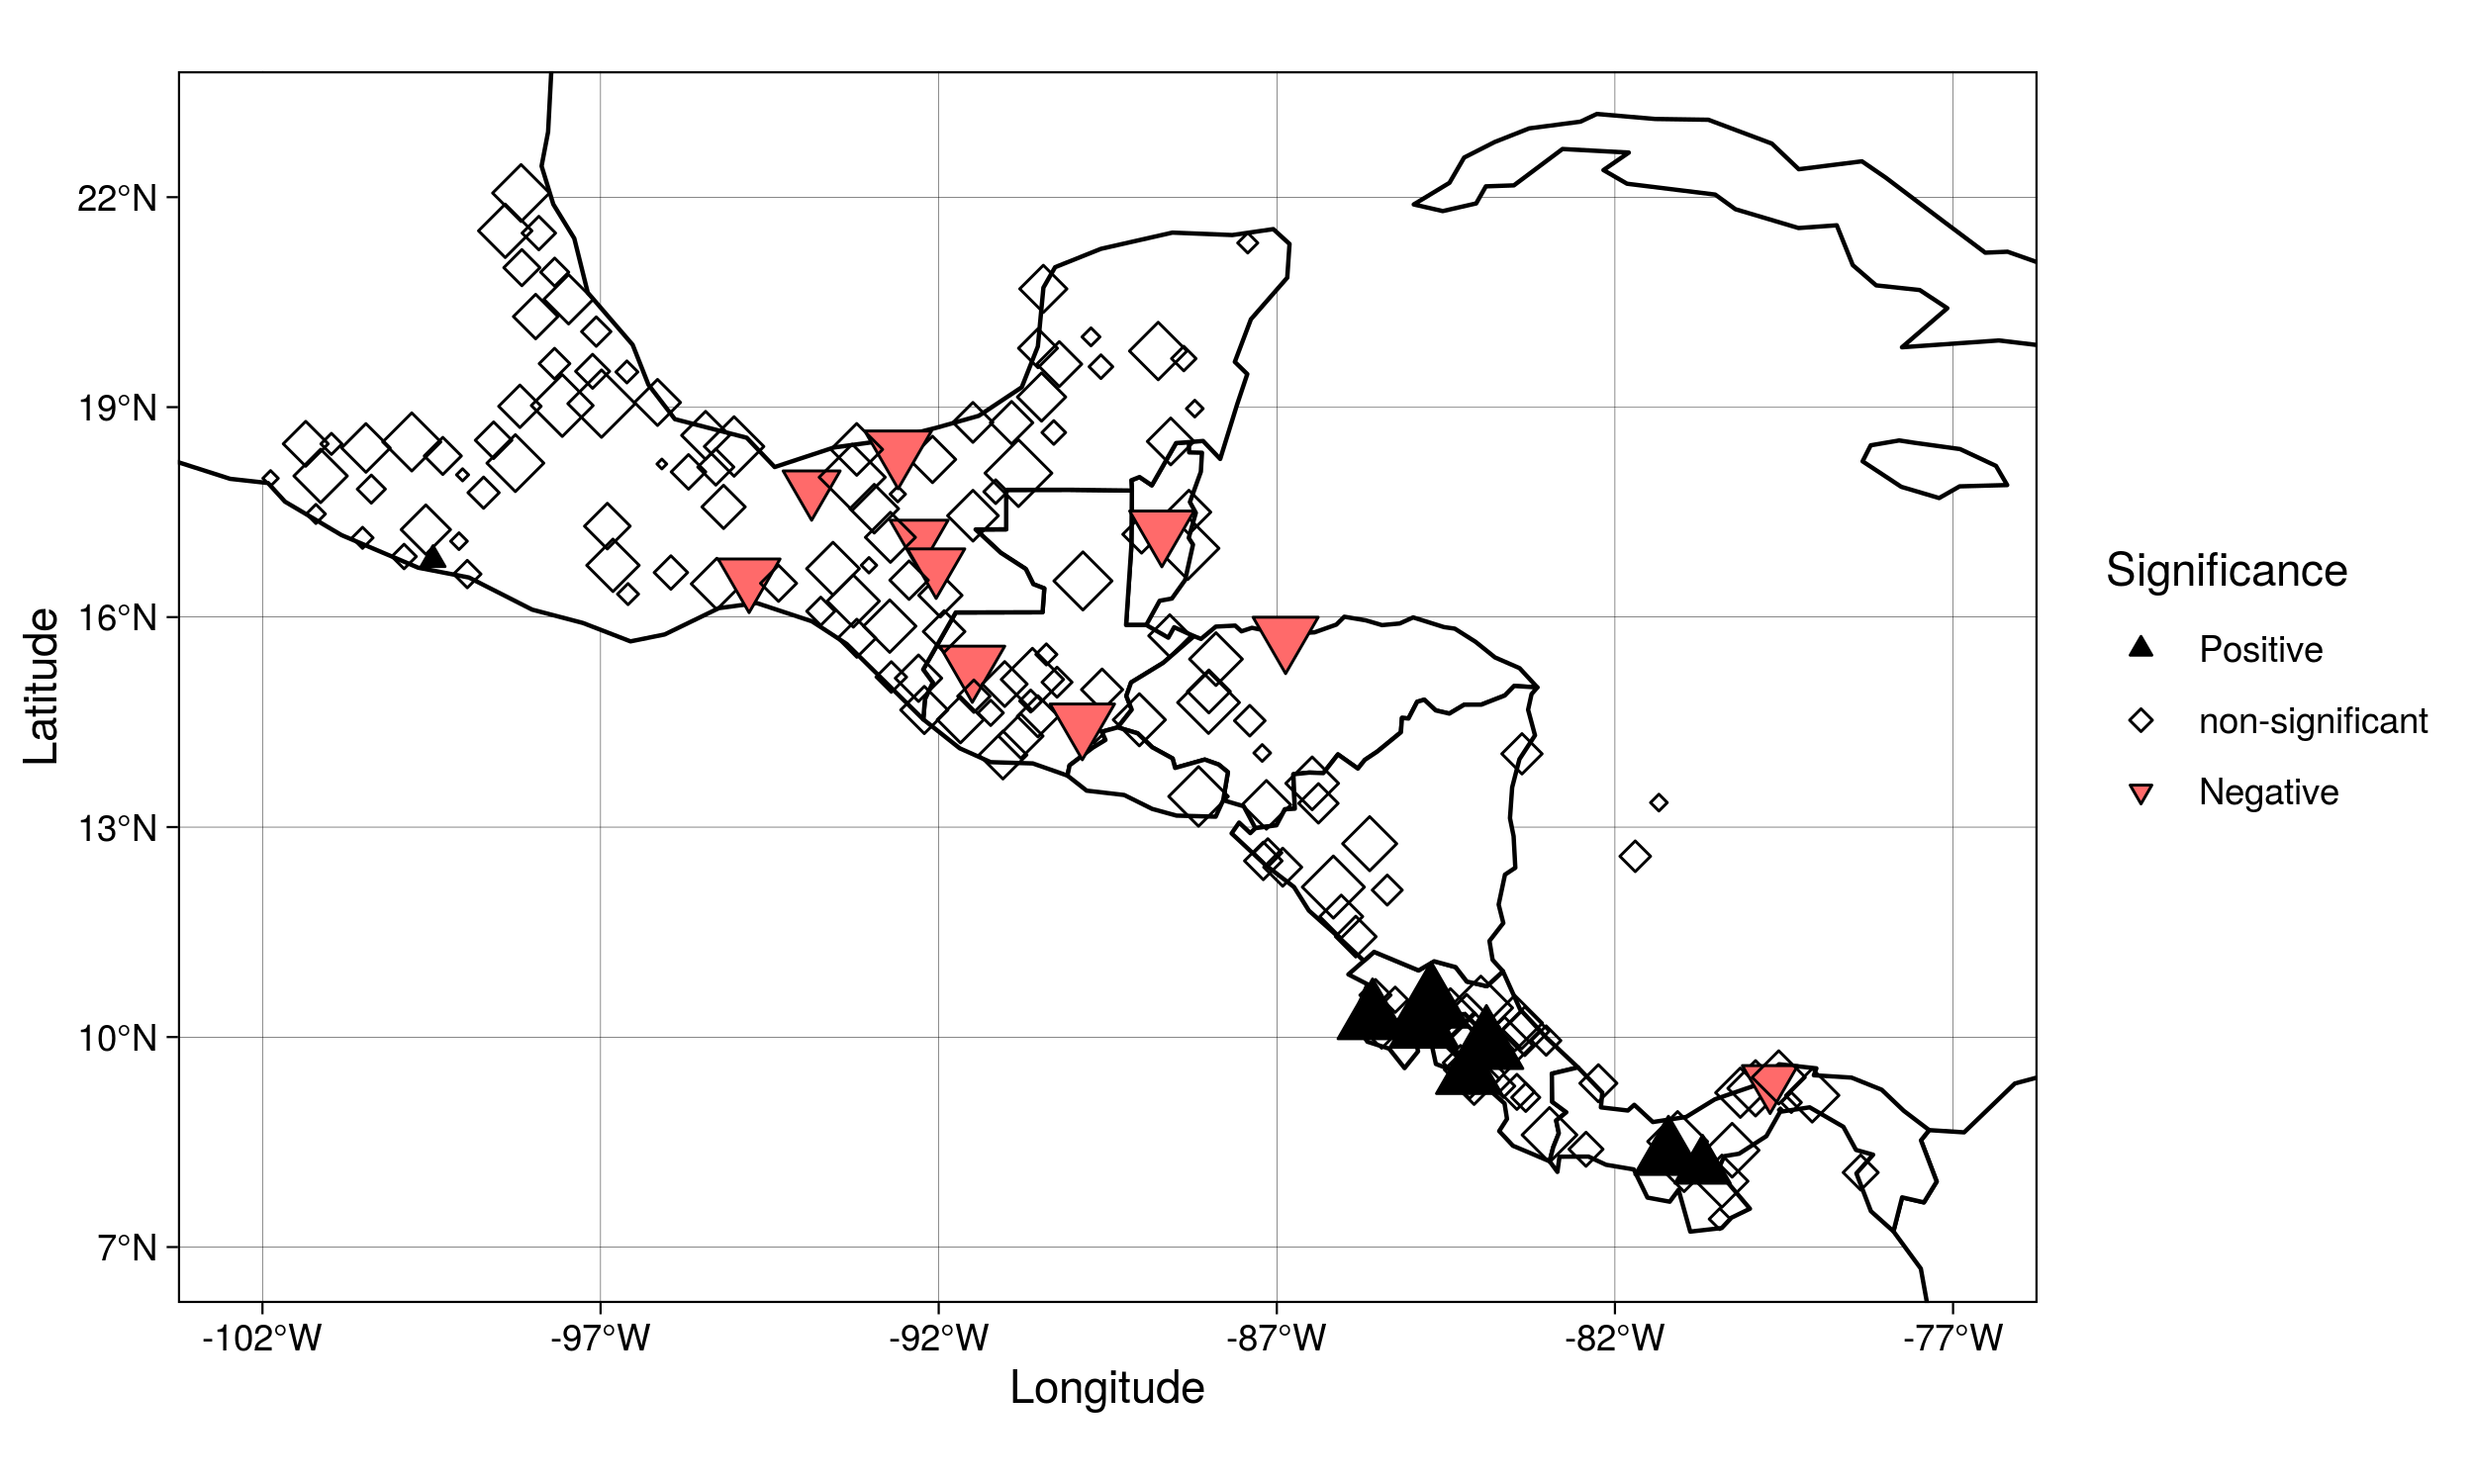 22°N
19°N
16°N
13°N
10°N
7°N
-102°W
-97°W
-92°W
-87°W
-82°W
-77°W
Longitude
Latitude
Significance
Positive
non-significant
Negative